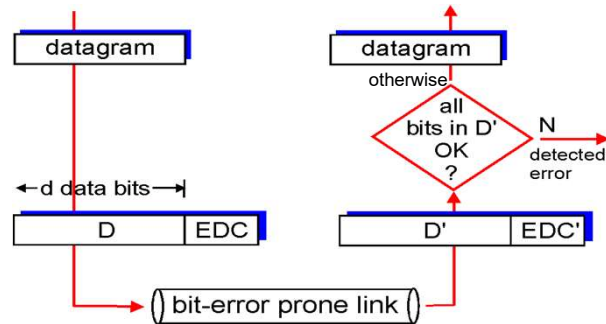 datagram
datagram
otherwise
all
bits in D'
OK
?
N
detected
error
d data bits
D
EDC
D'
EDC'
bit-error prone link